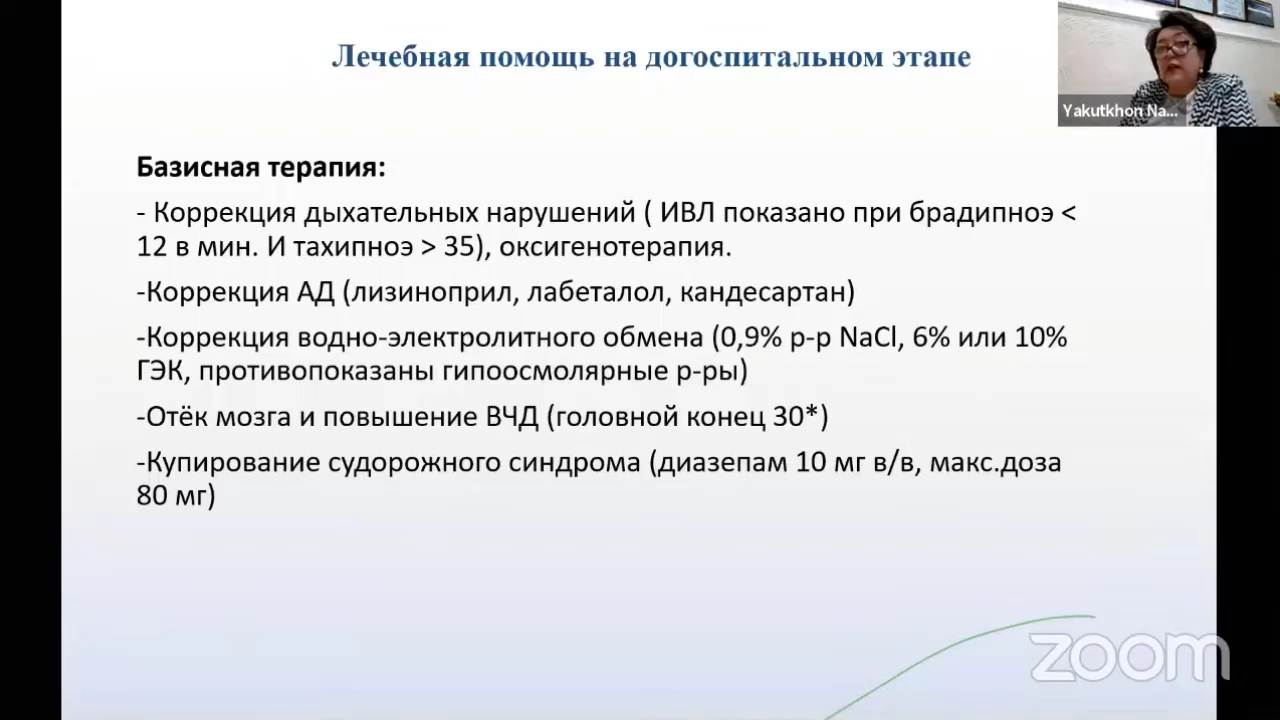 Лечебная помощь на догоспитальном этапе
Yakutkhon Na...
Базисная терапия:
- Коррекция дыхательных нарушений ( ИВЛ показано при брадипноэ <
12 в мин. И тахипноэ > 35), оксигенотерапия.
-Коррекция АД (лизиноприл, лабеталол, кандесартан)
-Коррекция водно-электролитного обмена (0,9% р-р NaCl, 6% или 10%
ГЭК, противопоказаны гипоосмолярные р-ры)
-Отёк мозга и повышение ВЧД (головной конец 30*)
-Купирование судорожного синдрома (диазепам 10 мг в/в, макс.доза
80 мг)
zoom